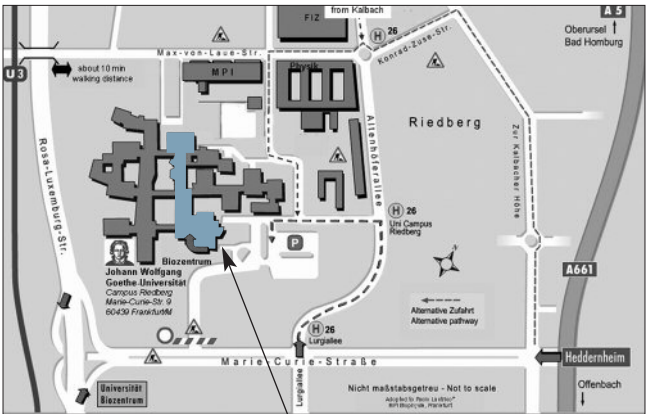 from Kalbach
FIZ
H 26
A 5
Oberursel
Bad Homburg
Max-von-Laue-Str.
Konrad-Zuse-Str.
U 3
about 10 min
walking distance
MPI
Physik
Riedberg
Altenhöferallee
Zur Kalbacher Höhe
Rosa-Luxemburg-Str.
H 26
Uni Campus
Riedberg
P
N
Biozentrum
Johann Wolfgang
Goethe-Universität
Campus Riedberg
Marie-Curie-Str. 9
60439 Frankfurt/M
A661
Alternative Zufahrt
Alternative pathway
H 26
Lurgiallee
Marie-Curie-Straße
Heddernheim
Universität
Biozentrum
Lurgiallee
Nicht maßstabsgetreu - Not to scale
Offenbach